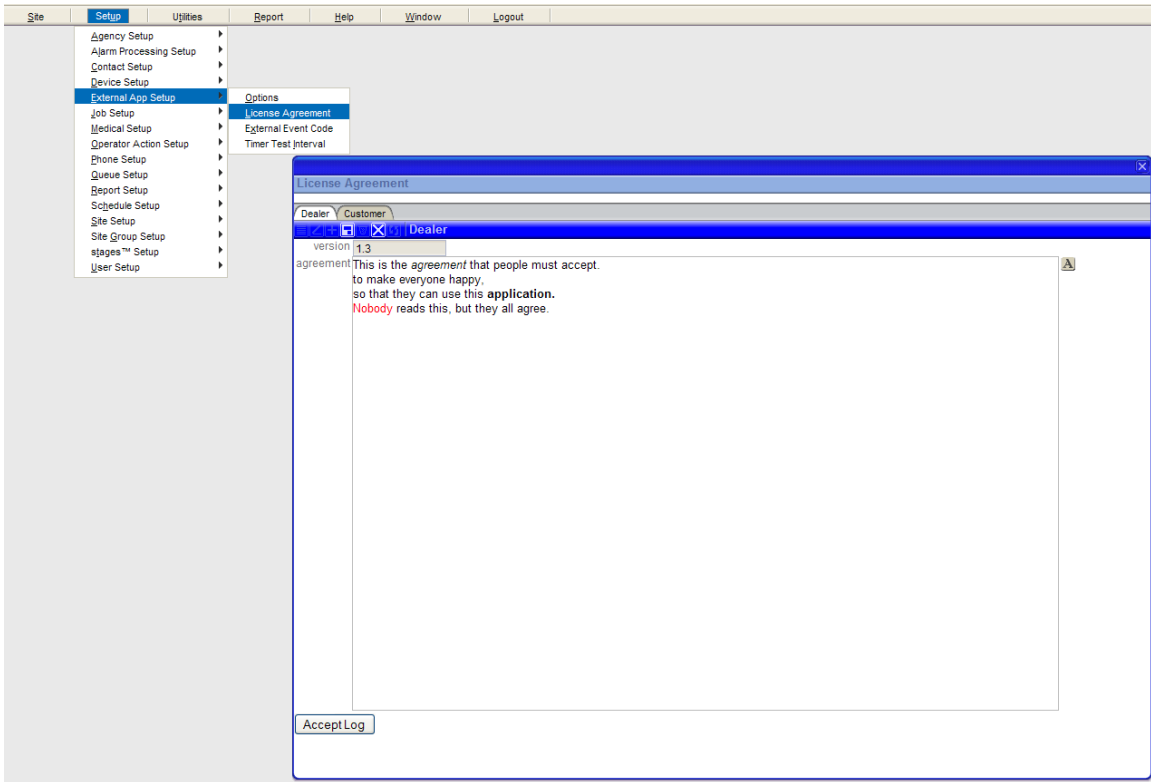 Site Setup Utilities Report Help Window Logout
Agency Setup
Alarm Processing Setup
Contact Setup
Device Setup
External App Setup
Job Setup
Medical Setup
Operator Action Setup
Phone Setup
Queue Setup
Report Setup
Schedule Setup
Site Setup
Site Group Setup
stages™ Setup
User Setup
Options
License Agreement
External Event Code
Timer Test Interval
License Agreement
Dealer Customer
Dealer
version 1.3
agreement This is the agreement that people must accept.
to make everyone happy,
so that they can use this application.
Nobody reads this, but they all agree.
A
Accept Log